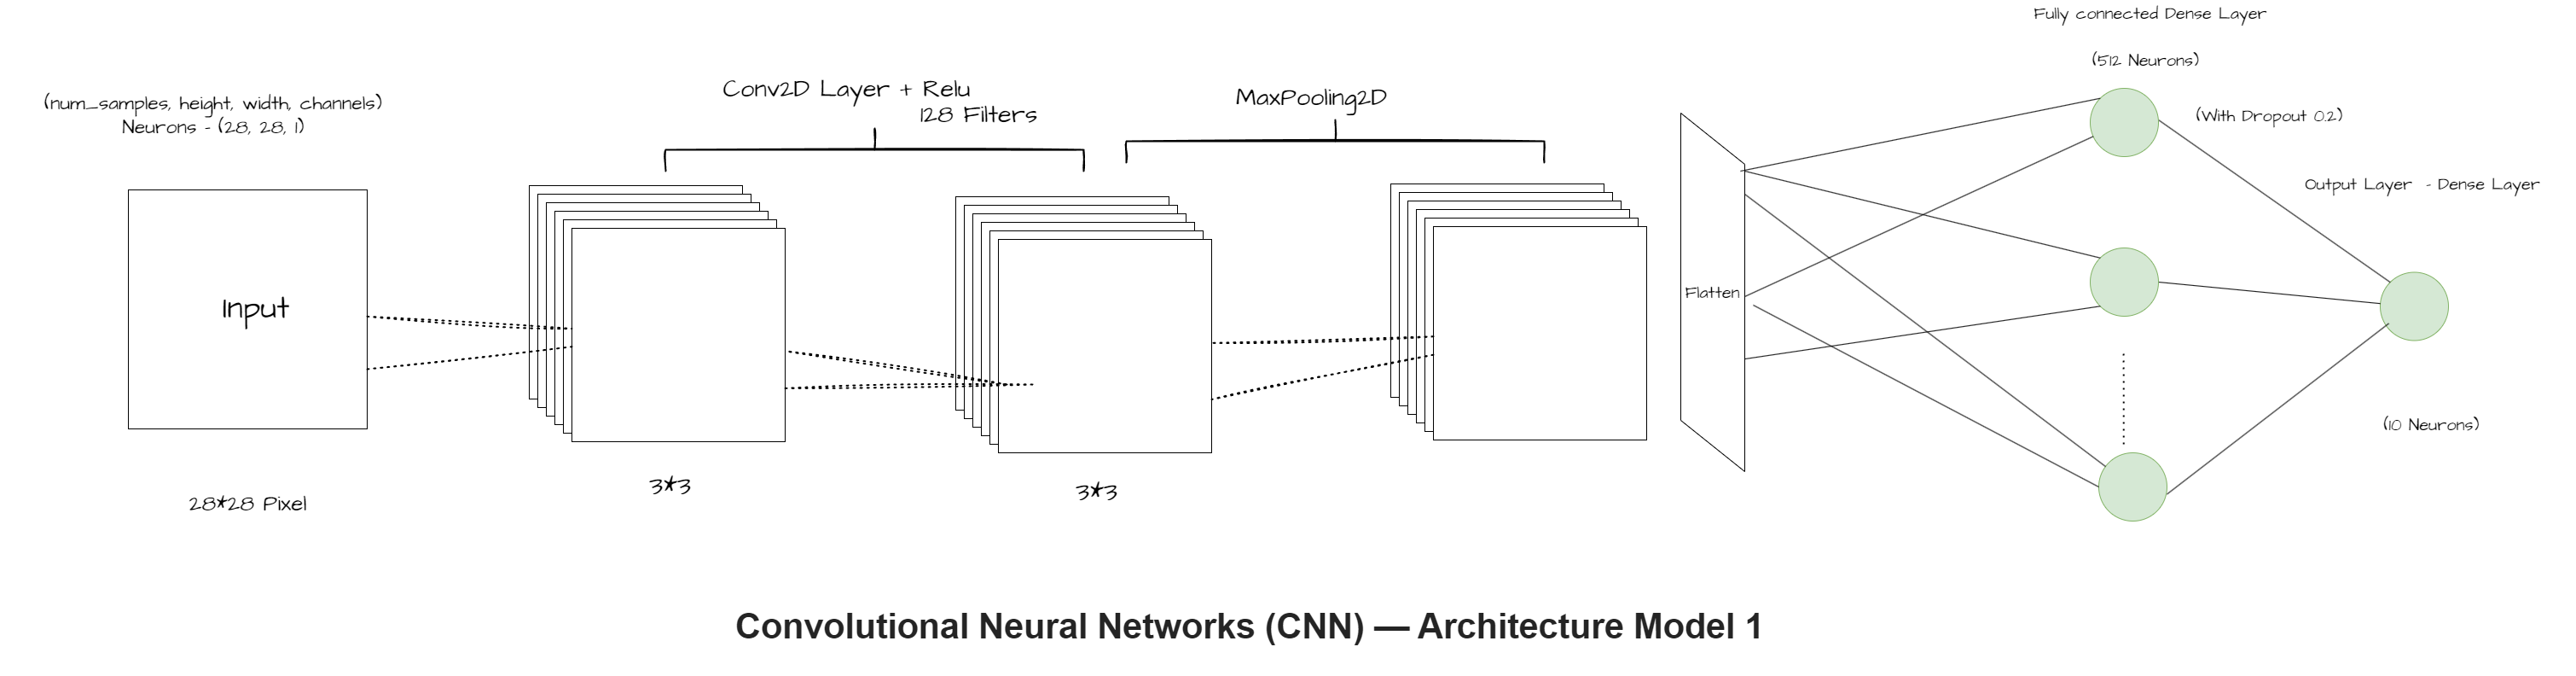 Fully connected Dense Layer
(512 Neurons)
(num_samples, height, width, channels)
Neurons - (28, 28, 1)
Conv2D Layer + Relu
128 Filters
MaxPooling2D
(With Dropout 0.2)
Output Layer - Dense Layer
Input
Flatten
(10 Neurons)
28*28 Pixel
3*3
3*3
Convolutional Neural Networks (CNN) — Architecture Model 1